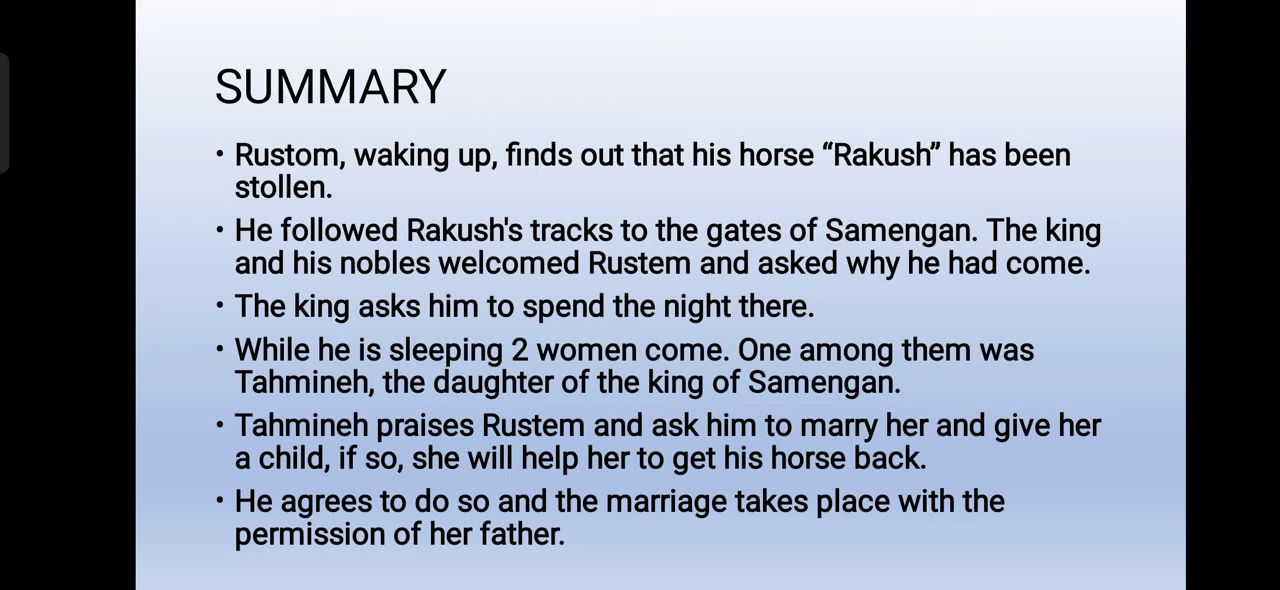 SUMMARY
• Rustom, waking up, finds out that his horse “Rakush” has been
stollen.
• He followed Rakush's tracks to the gates of Samengan. The king
and his nobles welcomed Rustem and asked why he had come.
• The king asks him to spend the night there.
• While he is sleeping 2 women come. One among them was
Tahmineh, the daughter of the king of Samengan.
• Tahmineh praises Rustem and ask him to marry her and give her
a child, if so, she will help her to get his horse back.
• He agrees to do so and the marriage takes place with the
permission of her father.